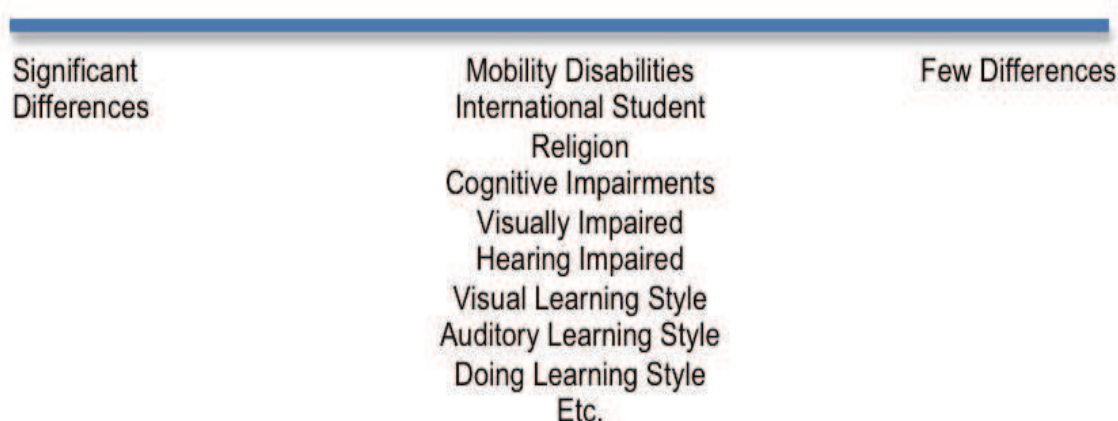 Significant
Differences
Mobility Disabilities
International Student
Religion
Cognitive Impairments
Visually Impaired
Hearing Impaired
Visual Learning Style
Auditory Learning Style
Doing Learning Style
Etc.
Few Differences